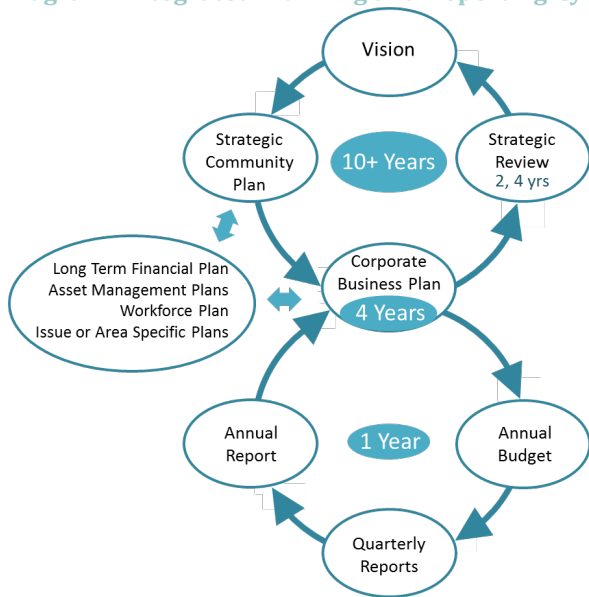 Vision
Strategic
Community
Plan
10+ Years
Strategic
Review
2, 4 yrs
Long Term Financial Plan
Asset Management Plans
Workforce Plan
Issue or Area Specific Plans
Corporate
Business Plan
4 Years
Annual
Report
1 Year
Annual
Budget
Quarterly
Reports